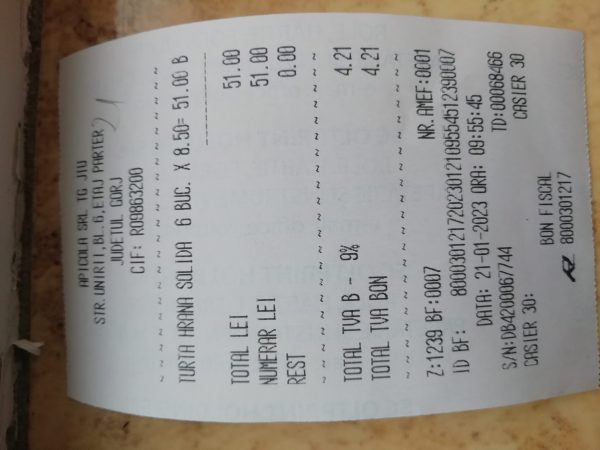 APICOLA SRL TG JIU
STR.UNIRII,BL.6,ETAJ PARTER
21
JUDETUL GORJ
CIF: RO9863200
~ ~ ~ ~ ~ ~ ~ ~ ~ ~ ~ ~
TURTA HRANA SOLIDA 6 BUC. X 8.50= 51.00 B
TOTAL LEI 51.00
NUMERAR LEI 51.00
REST 0.00
~ ~ ~ ~ ~ ~ ~ ~ ~ ~ ~ ~
TOTAL TVA B - 9% 4.21
TOTAL TVA BON 4.21
~ ~ ~ ~ ~ ~ ~ ~ ~ ~ ~ ~
Z:1239 BF:0007 NR.AMEF:0001
ID BF: 80003012172023012109554512390007
DATA: 21-01-2023 ORA: 09:55:45
S/N:DB4200067744 TD:00068466
CASIER 30: CASIER 30
BON FISCAL
8000301217